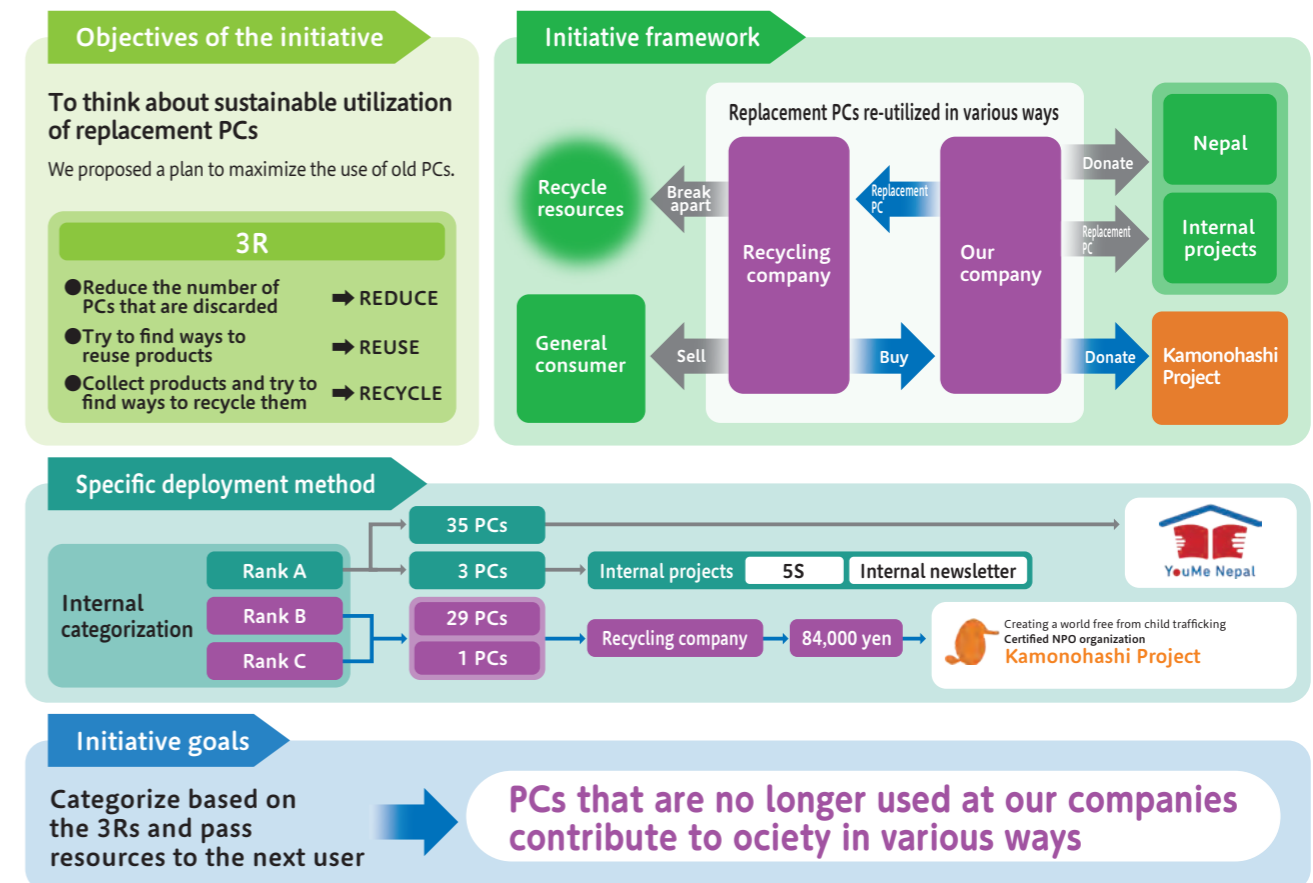 Objectives of the initiative
To think about sustainable utilization
of replacement PCs
We proposed a plan to maximize the use of old PCs.
3R
●Reduce the number of
PCs that are discarded
➡ REDUCE
●Try to find ways to
reuse products
➡ REUSE
●Collect products and try to
find ways to recycle them
➡ RECYCLE
Initiative framework
Replacement PCs re-utilized in various ways
Recycle
resources
Break
apart
Recycling
company
Replacement
PC
Our
company
Donate
Nepal
Replacement
PC
Internal
projects
General
consumer
Sell
Buy
Donate
Kamonohashi
Project
Specific deployment method
Internal
categorization
Rank A
Rank B
Rank C
35 PCs
3 PCs
29 PCs
1 PCs
Internal projects
5S
Internal newsletter
Recycling company
84,000 yen
YouMe Nepal
Creating a world free from child trafficking
Certified NPO organization
Kamonohashi Project
Initiative goals
Categorize based on
the 3Rs and pass
resources to the next user
PCs that are no longer used at our companies
contribute to ociety in various ways